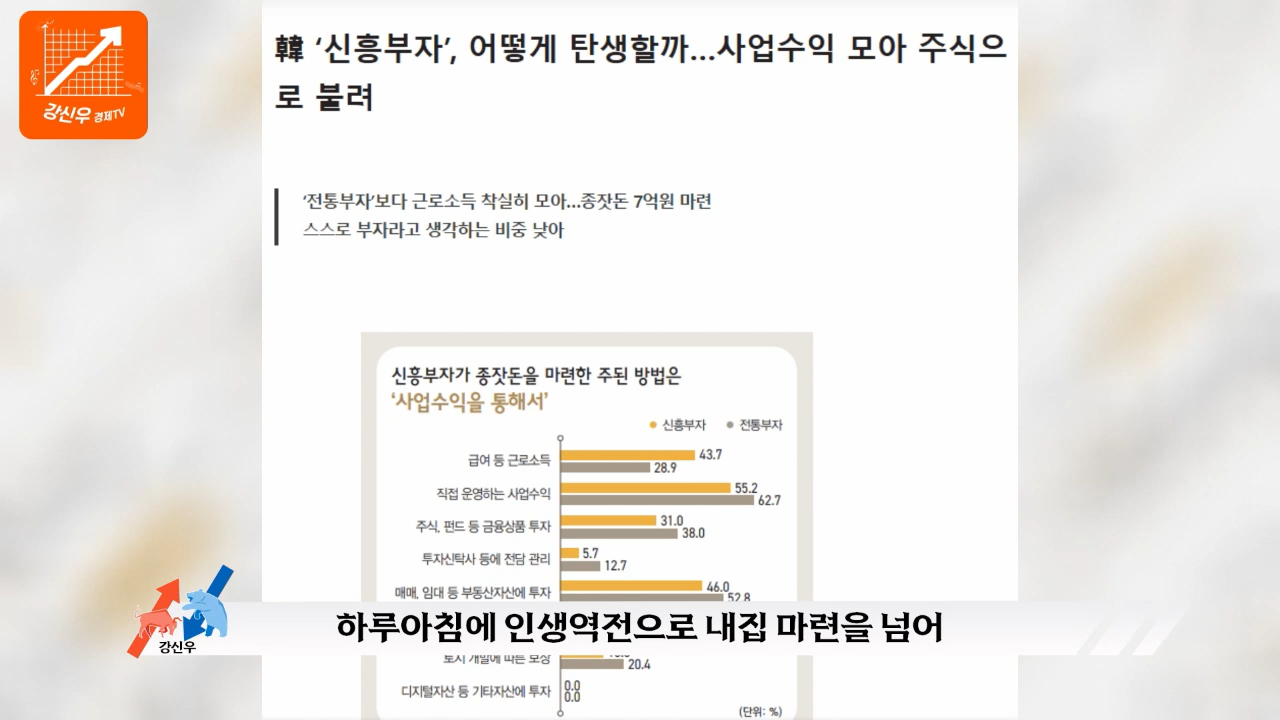 강신우 경제TV
韓 ‘신흥부자’, 어떻게 탄생할까…사업수익 모아 주식으
로 불려
‘전통부자’보다 근로소득 착실히 모아…종잣돈 7억원 마련
스스로 부자라고 생각하는 비중 낮아
신흥부자가 종잣돈을 마련한 주된 방법은
‘사업수익을 통해서’
신흥부자 전통부자
급여 등 근로소득 43.7
28.9
직접 운영하는 사업수익 55.2
62.7
주식, 펀드 등 금융상품 투자 31.0
38.0
투자신탁사 등에 전담 관리 5.7
12.7
매매, 임대 등 부동산자산에 투자 46.0
52.8
하루아침에 인생역전으로 내집 마련을 넘어
강신우
토지 개발에 따른 보상
20.4
디지털자산 등 기타자산에 투자 0.0
0.0
(단위: %)